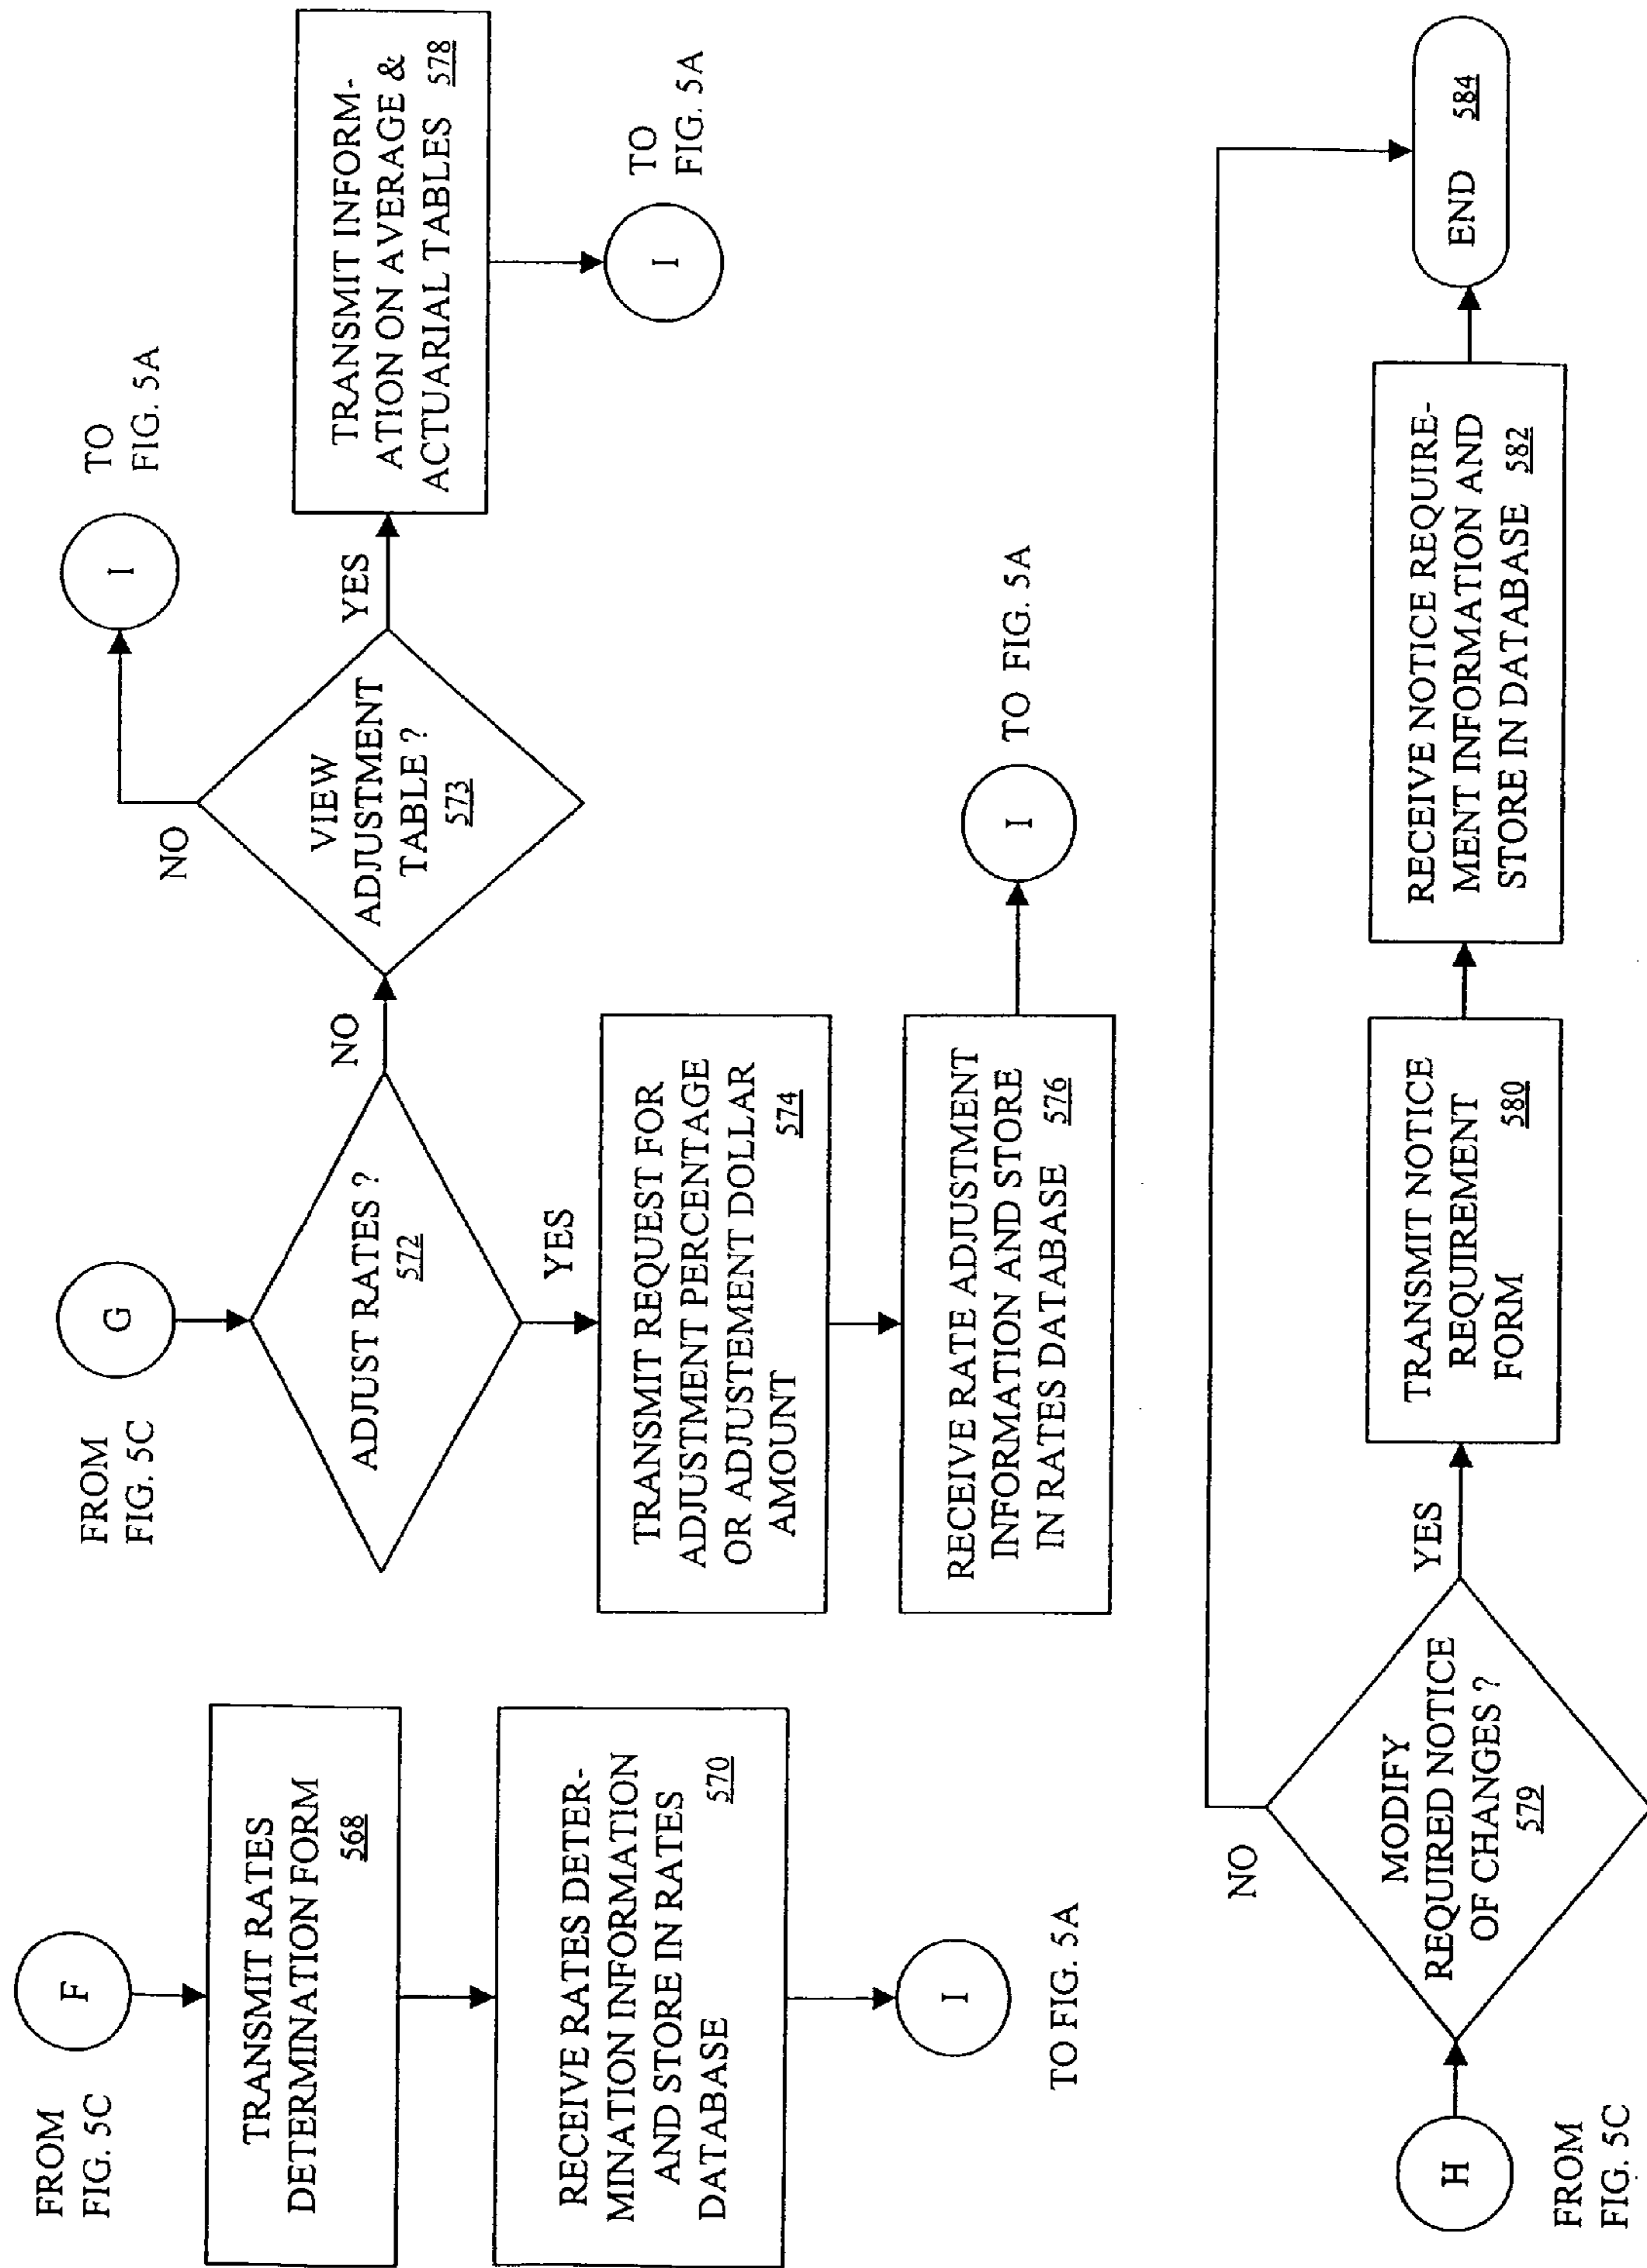 FROM
FIG. 5C
F
TRANSMIT RATES
DETERMINATION FORM
568
RECEIVE RATES DETER-
MINATION INFORMATION
AND STORE IN RATES
DATABASE 570
I
TO FIG. 5A
FROM
FIG. 5C
G
ADJUST RATES ?
572
NO
YES
TRANSMIT REQUEST FOR
ADJUSTMENT PERCENTAGE
OR ADJUSTEMENT DOLLAR
AMOUNT 574
RECEIVE RATE ADJUSTMENT
INFORMATION AND STORE
IN RATES DATABASE 576
I
TO FIG. 5A
VIEW
ADJUSTMENT
TABLE ?
573
NO
I
TO
FIG. 5A
YES
TRANSMIT INFORM-
ATION ON AVERAGE &
ACTUARIAL TABLES 578
I
TO
FIG. 5A
FROM
FIG. 5C
H
MODIFY
REQUIRED NOTICE
OF CHANGES ?
579
NO
YES
TRANSMIT NOTICE
REQUIREMENT
FORM 580
RECEIVE NOTICE REQUIRE-
MENT INFORMATION AND
STORE IN DATABASE 582
END 584